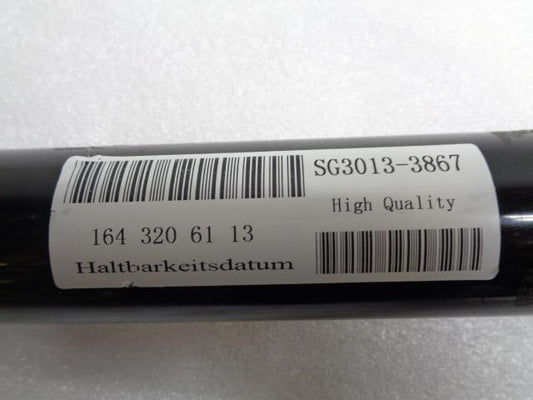 SG3013-3867
High Quality
164 320 61 13
Haltbarkeitsdatum